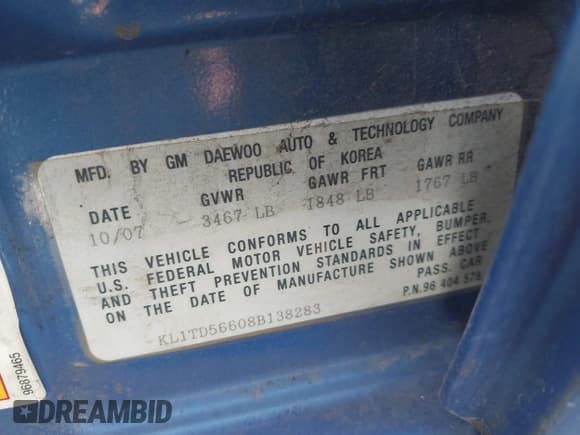 MFD. BY GM DAEWOO AUTO & TECHNOLOGY COMPANY
REPUBLIC OF KOREA
DATE GVWR GAWR FRT GAWR RR
10/07 3467 LB 1848 LB 1767 LB
THIS VEHICLE CONFORMS TO ALL APPLICABLE
U.S. FEDERAL MOTOR VEHICLE SAFETY, BUMPER,
AND THEFT PREVENTION STANDARDS IN EFFECT
ON THE DATE OF MANUFACTURE SHOWN ABOVE
PASS. CAR
KL1TD56608B138283
P.N. 96 404 578
96879465
DREAMBID